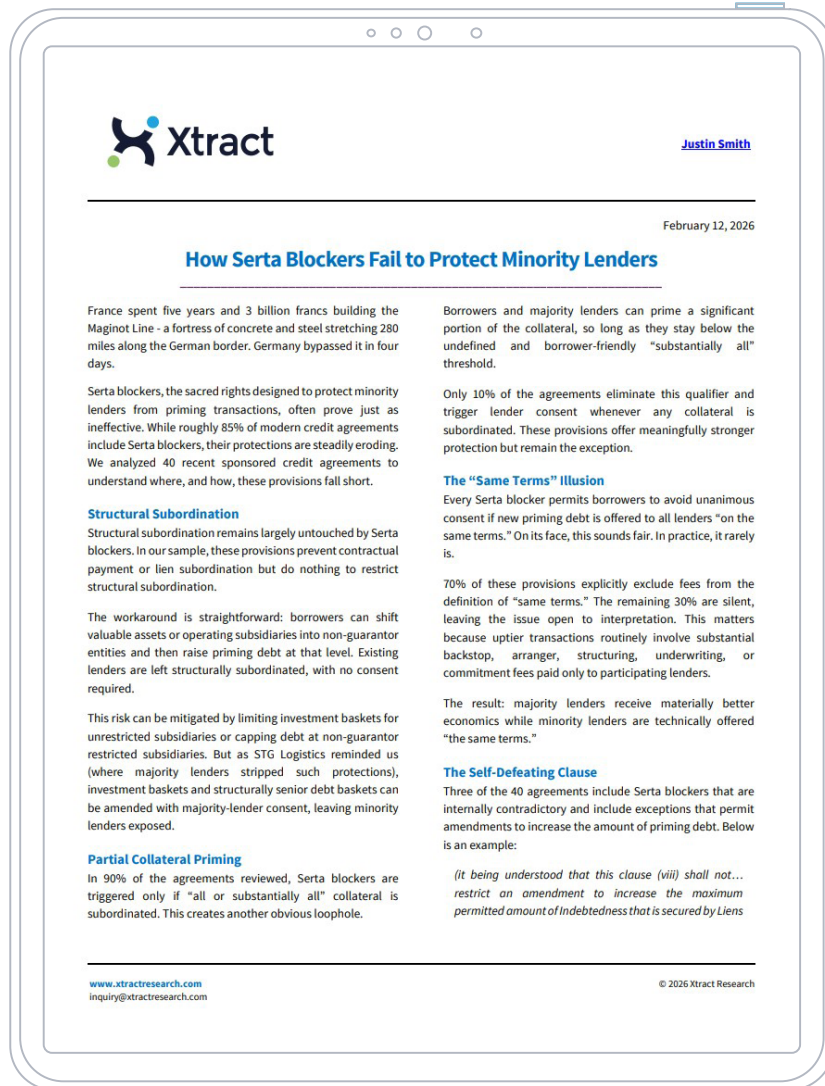 Xtract
Justin Smith
February 12, 2026
How Serta Blockers Fail to Protect Minority Lenders
France spent five years and 3 billion francs building the
Maginot Line - a fortress of concrete and steel stretching 280
miles along the German border. Germany bypassed it in four
days.
Serta blockers, the sacred rights designed to protect minority
lenders from priming transactions, often prove just as
ineffective. While roughly 85% of modern credit agreements
include Serta blockers, their protections are steadily eroding.
We analyzed 40 recent sponsored credit agreements to
understand where, and how, these provisions fall short.
Structural Subordination
Structural subordination remains largely untouched by Serta
blockers. In our sample, these provisions prevent contractual
payment or lien subordination but do nothing to restrict
structural subordination.
The workaround is straightforward: borrowers can shift
valuable assets or operating subsidiaries into non-guarantor
entities and then raise priming debt at that level. Existing
lenders are left structurally subordinated, with no consent
required.
This risk can be mitigated by limiting investment baskets for
unrestricted subsidiaries or capping debt at non-guarantor
restricted subsidiaries. But as STG Logistics reminded us
(where majority lenders stripped such protections),
investment baskets and structurally senior debt baskets can
be amended with majority-lender consent, leaving minority
lenders exposed.
Partial Collateral Priming
In 90% of the agreements reviewed, Serta blockers are
triggered only if “all or substantially all” collateral is
subordinated. This creates another obvious loophole.
Borrowers and majority lenders can prime a significant
portion of the collateral, so long as they stay below the
undefined and borrower-friendly “substantially all”
threshold.
Only 10% of the agreements eliminate this qualifier and
trigger lender consent whenever any collateral is
subordinated. These provisions offer meaningfully stronger
protection but remain the exception.
The “Same Terms” Illusion
Every Serta blocker permits borrowers to avoid unanimous
consent if new priming debt is offered to all lenders “on the
same terms.” On its face, this sounds fair. In practice, it rarely
is.
70% of these provisions explicitly exclude fees from the
definition of “same terms.” The remaining 30% are silent,
leaving the issue open to interpretation. This matters
because uptier transactions routinely involve substantial
backstop, arranger, structuring, underwriting, or
commitment fees paid only to participating lenders.
The result: majority lenders receive materially better
economics while minority lenders are technically offered
“the same terms.”
The Self-Defeating Clause
Three of the 40 agreements include Serta blockers that are
internally contradictory and include exceptions that permit
amendments to increase the amount of priming debt. Below
is an example:
(it being understood that this clause (viii) shall not…
restrict an amendment to increase the maximum
permitted amount of Indebtedness that is secured by Liens
www.xtractresearch.com
inquiry@xtractresearch.com
© 2026 Xtract Research